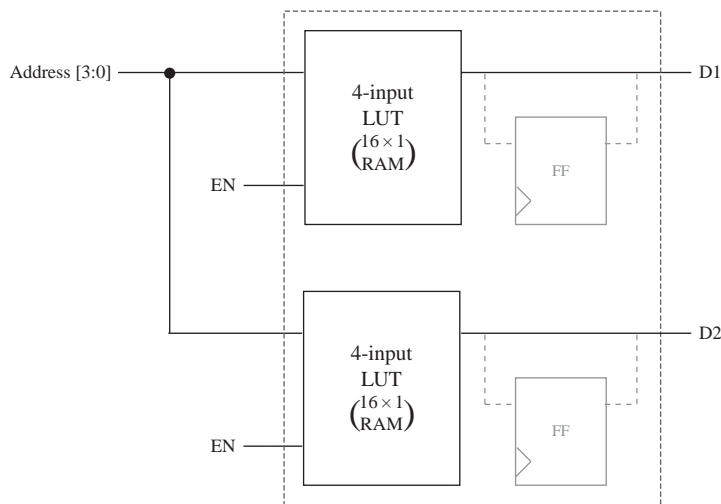 Address [3:0]
4-input
LUT
(16 × 1
RAM)
D1
EN
FF
4-input
LUT
(16 × 1
RAM)
D2
EN
FF